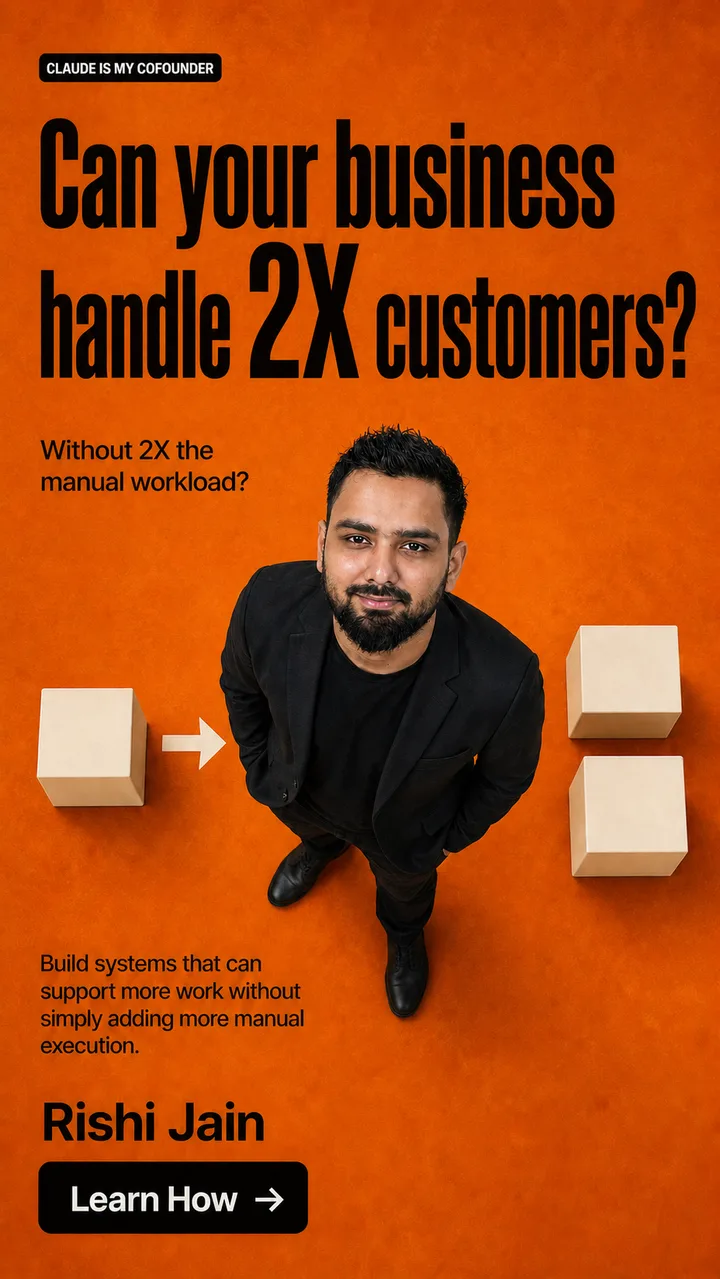 CLAUDE IS MY COFOUNDER
Can your business
handle 2X customers?
Without 2X the
manual workload?
Build systems that can
support more work without
simply adding more manual
execution.
Rishi Jain
Learn How →